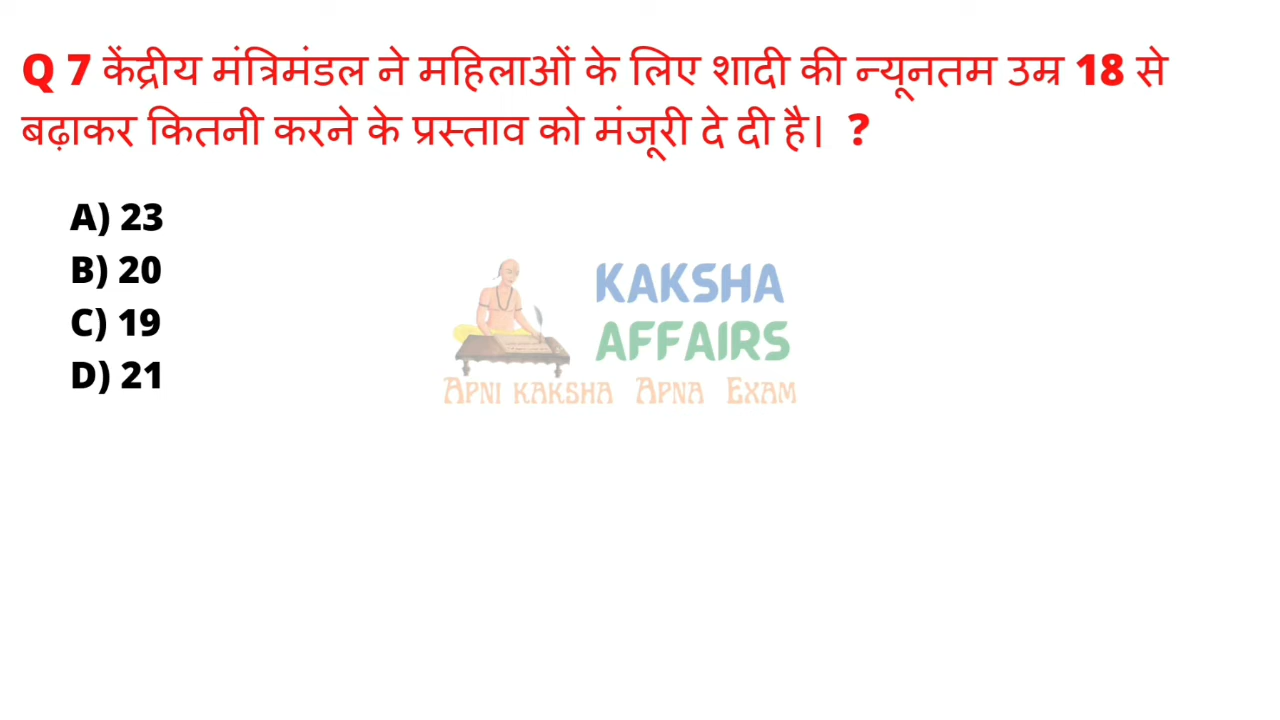 Q 7 केंद्रीय मंत्रिमंडल ने महिलाओं के लिए शादी की न्यूनतम उम्र 18 से
बढ़ाकर कितनी करने के प्रस्ताव को मंजूरी दे दी है। ?
A) 23
B) 20
C) 19
D) 21
KAKSHA
AFFAIRS
APNI KAKSHA APNA EXAM